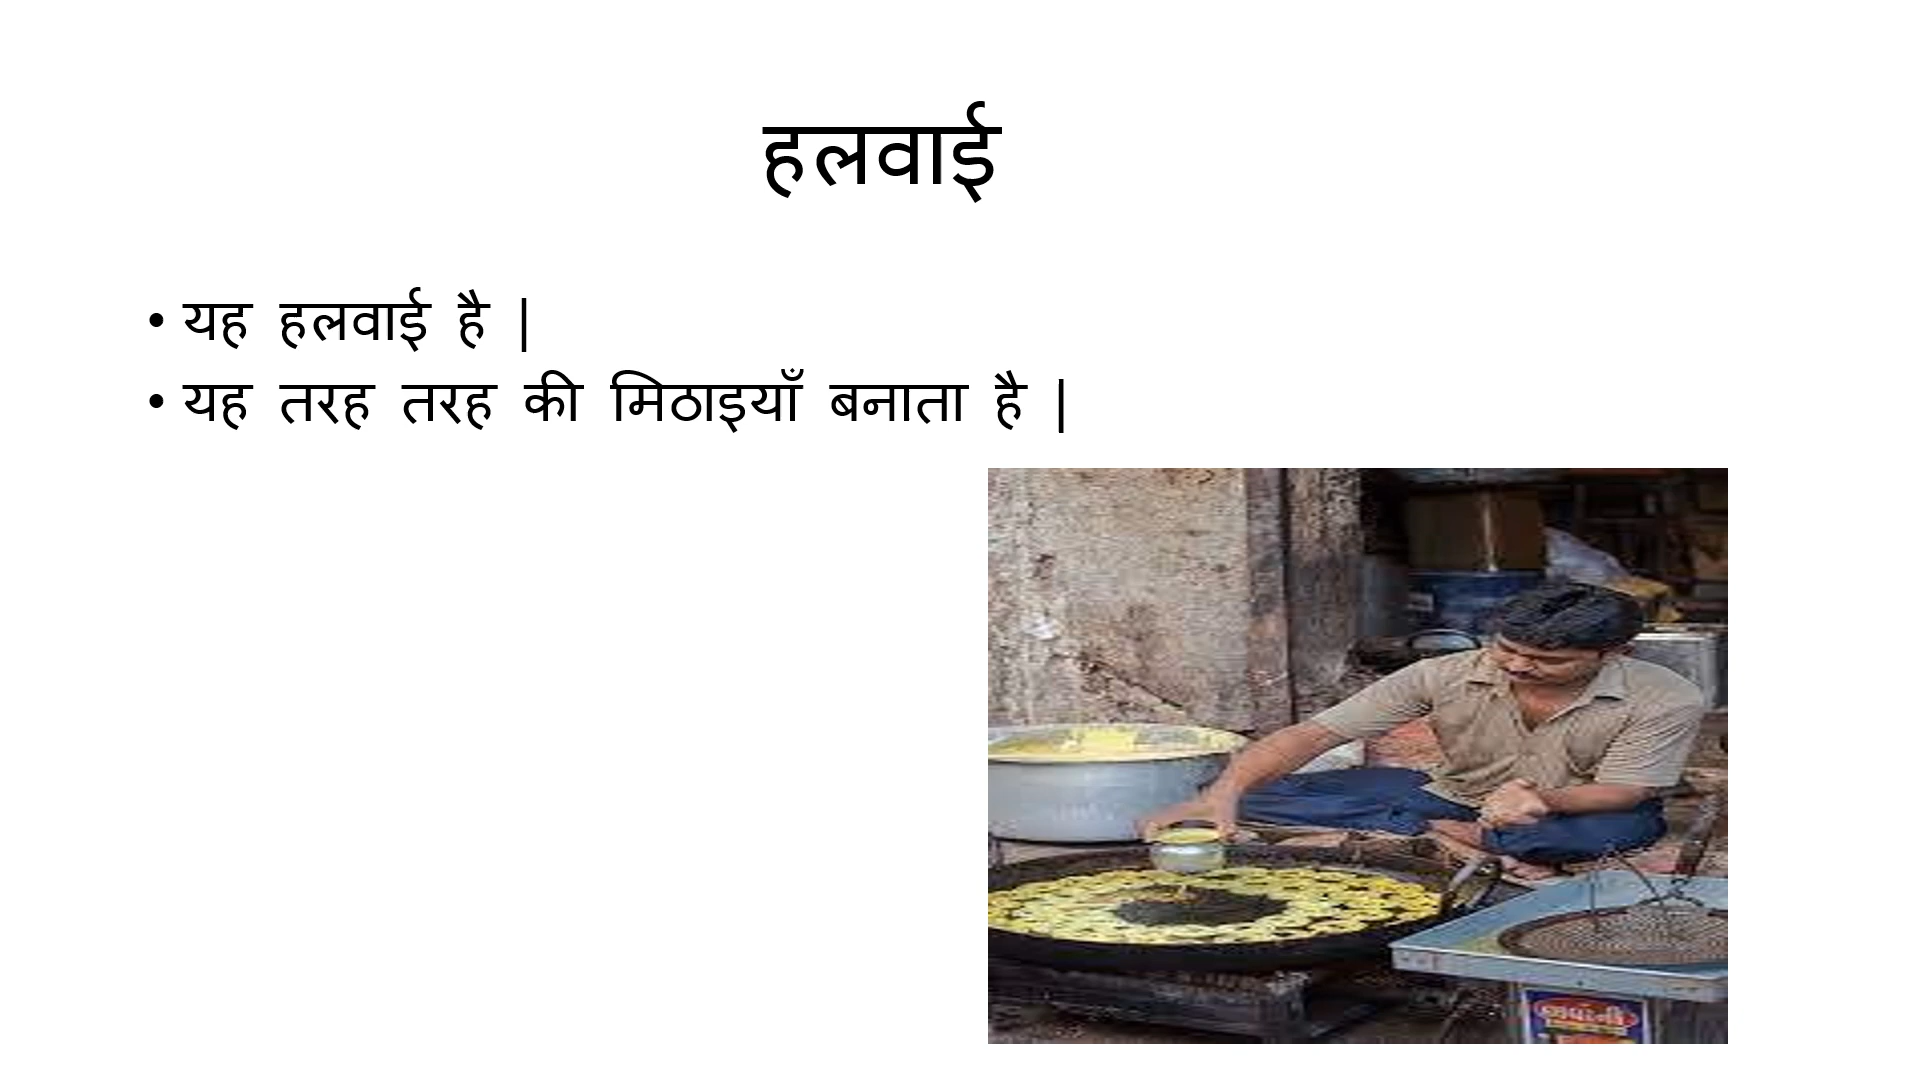 हलवाई
• यह हलवाई है |
• यह तरह तरह की मिठाइयाँ बनाता है |